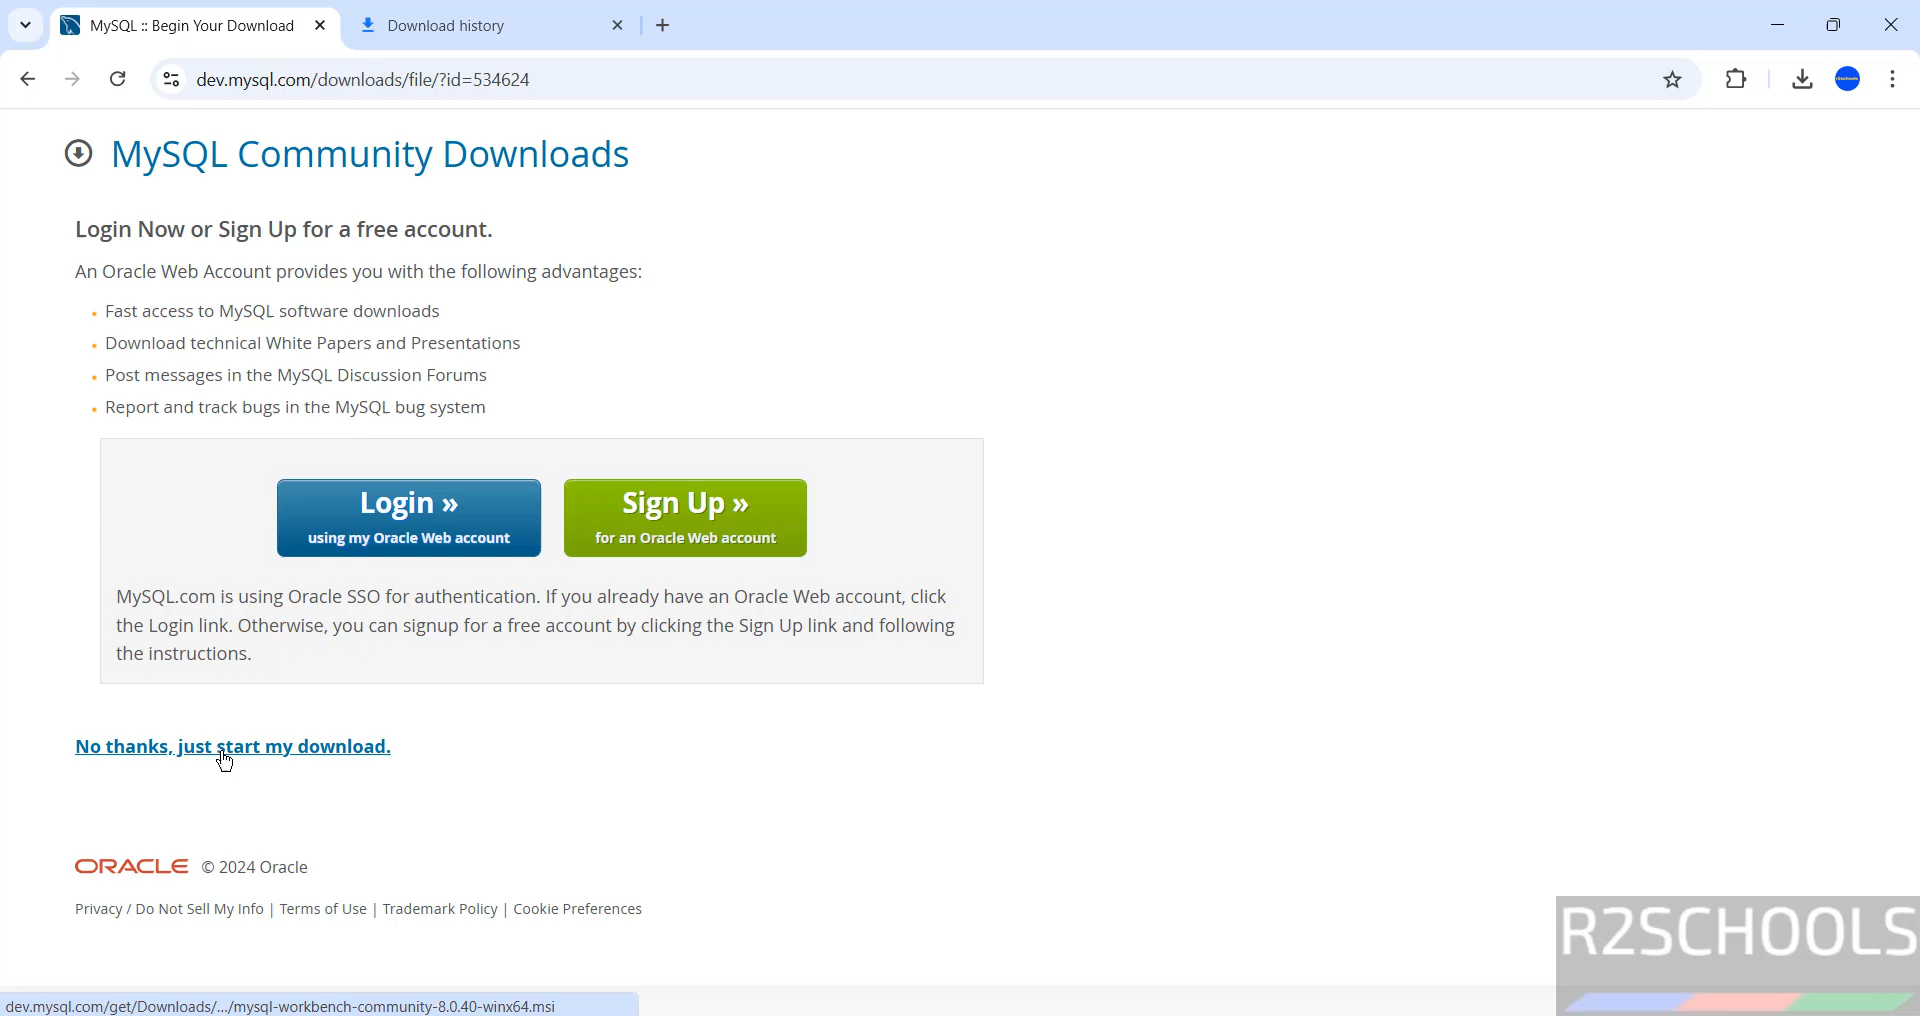 MySQL :: Begin Your Download
Download history
dev.mysql.com/downloads/file/?id=534624
MySQL Community Downloads
Login Now or Sign Up for a free account.
An Oracle Web Account provides you with the following advantages:
Fast access to MySQL software downloads
Download technical White Papers and Presentations
Post messages in the MySQL Discussion Forums
Report and track bugs in the MySQL bug system
Login »
using my Oracle Web account
Sign Up »
for an Oracle Web account
MySQL.com is using Oracle SSO for authentication. If you already have an Oracle Web account, click
the Login link. Otherwise, you can signup for a free account by clicking the Sign Up link and following
the instructions.
No thanks, just start my download.
ORACLE © 2024 Oracle
Privacy / Do Not Sell My Info | Terms of Use | Trademark Policy | Cookie Preferences
R2SCHOOLS
dev.mysql.com/get/Downloads/.../mysql-workbench-community-8.0.40-winx64.msi